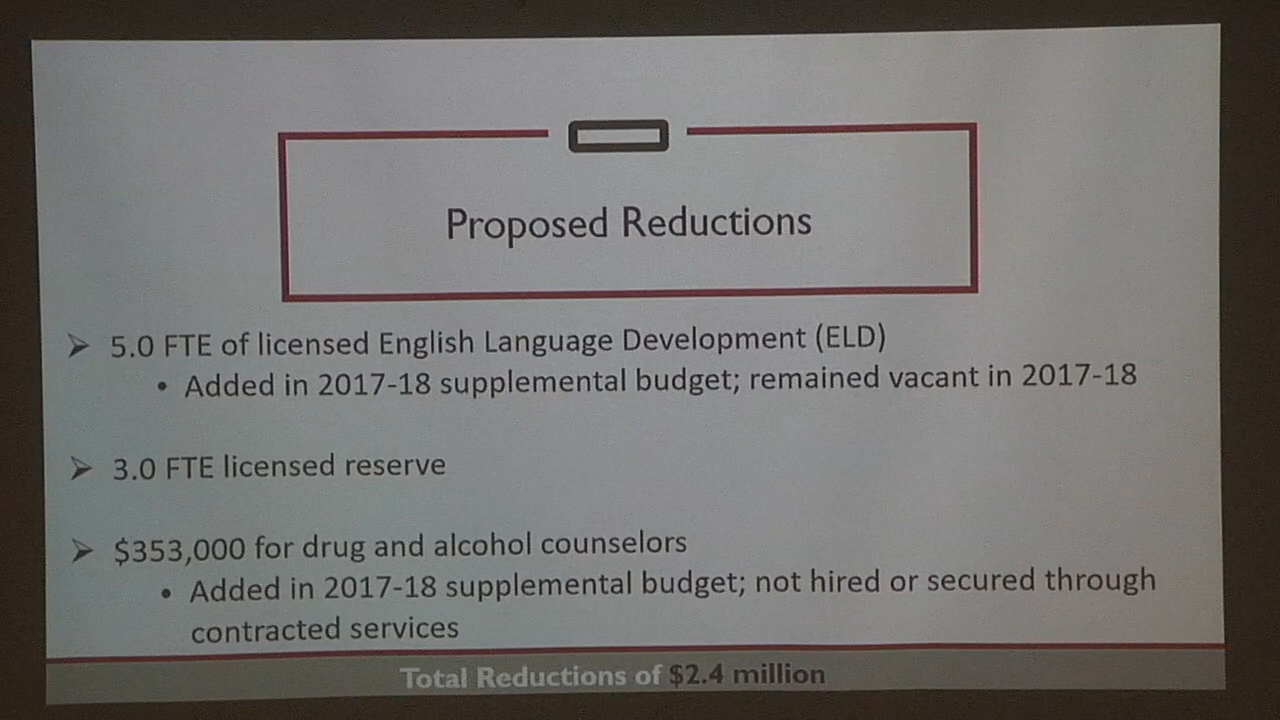 Proposed Reductions
➢ 5.0 FTE of licensed English Language Development (ELD)
• Added in 2017-18 supplemental budget; remained vacant in 2017-18
➢ 3.0 FTE licensed reserve
➢ $353,000 for drug and alcohol counselors
• Added in 2017-18 supplemental budget; not hired or secured through
contracted services
Total Reductions of $2.4 million